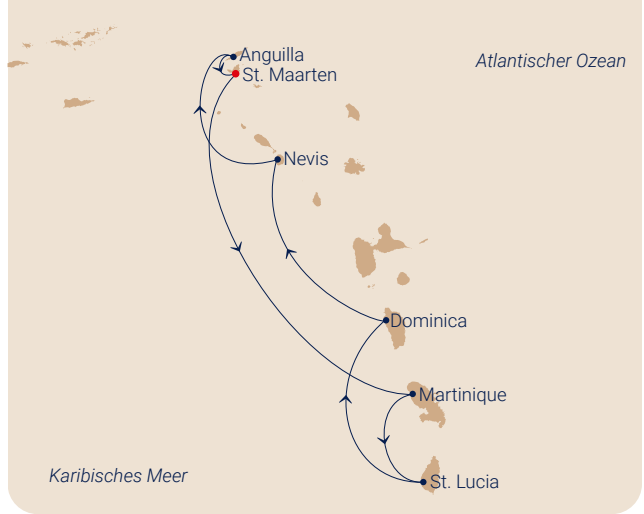 Anguilla
Atlantischer Ozean
St. Maarten
Nevis
Dominica
Martinique
Karibisches Meer
St. Lucia